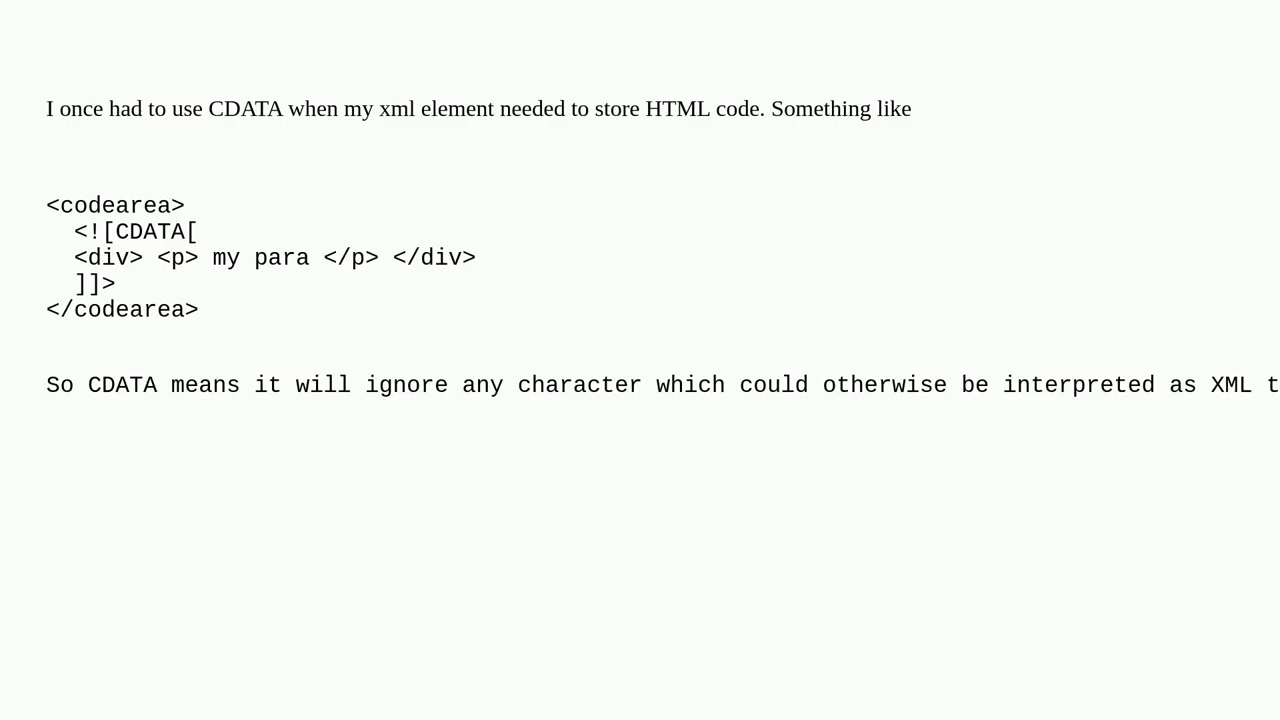 I once had to use CDATA when my xml element needed to store HTML code. Something like
<codearea>
  <![CDATA[
  <div> <p> my para </p> </div>
  ]]>
</codearea>
So CDATA means it will ignore any character which could otherwise be interpreted as XML